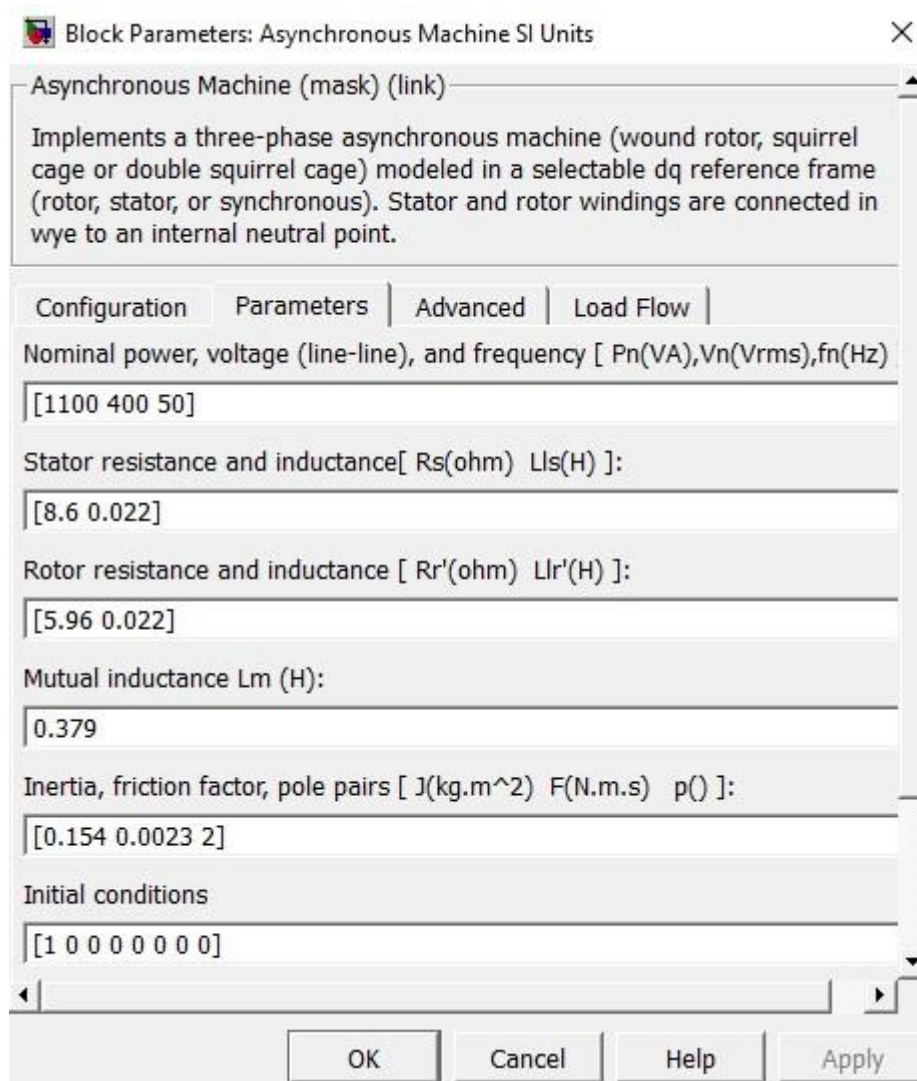 Block Parameters: Asynchronous Machine SI Units
Asynchronous Machine (mask) (link)
Implements a three-phase asynchronous machine (wound rotor, squirrel
cage or double squirrel cage) modeled in a selectable dq reference frame
(rotor, stator, or synchronous). Stator and rotor windings are connected in
wye to an internal neutral point.
Configuration Parameters Advanced Load Flow
Nominal power, voltage (line-line), and frequency [ Pn(VA),Vn(Vrms),fn(Hz)
[1100 400 50]
Stator resistance and inductance[ Rs(ohm) Lls(H) ]:
[8.6 0.022]
Rotor resistance and inductance [ Rr'(ohm) Llr'(H) ]:
[5.96 0.022]
Mutual inductance Lm (H):
0.379
Inertia, friction factor, pole pairs [ J(kg.m^2) F(N.m.s) p() ]:
[0.154 0.0023 2]
Initial conditions
[1 0 0 0 0 0 0 0]
OK Cancel Help Apply